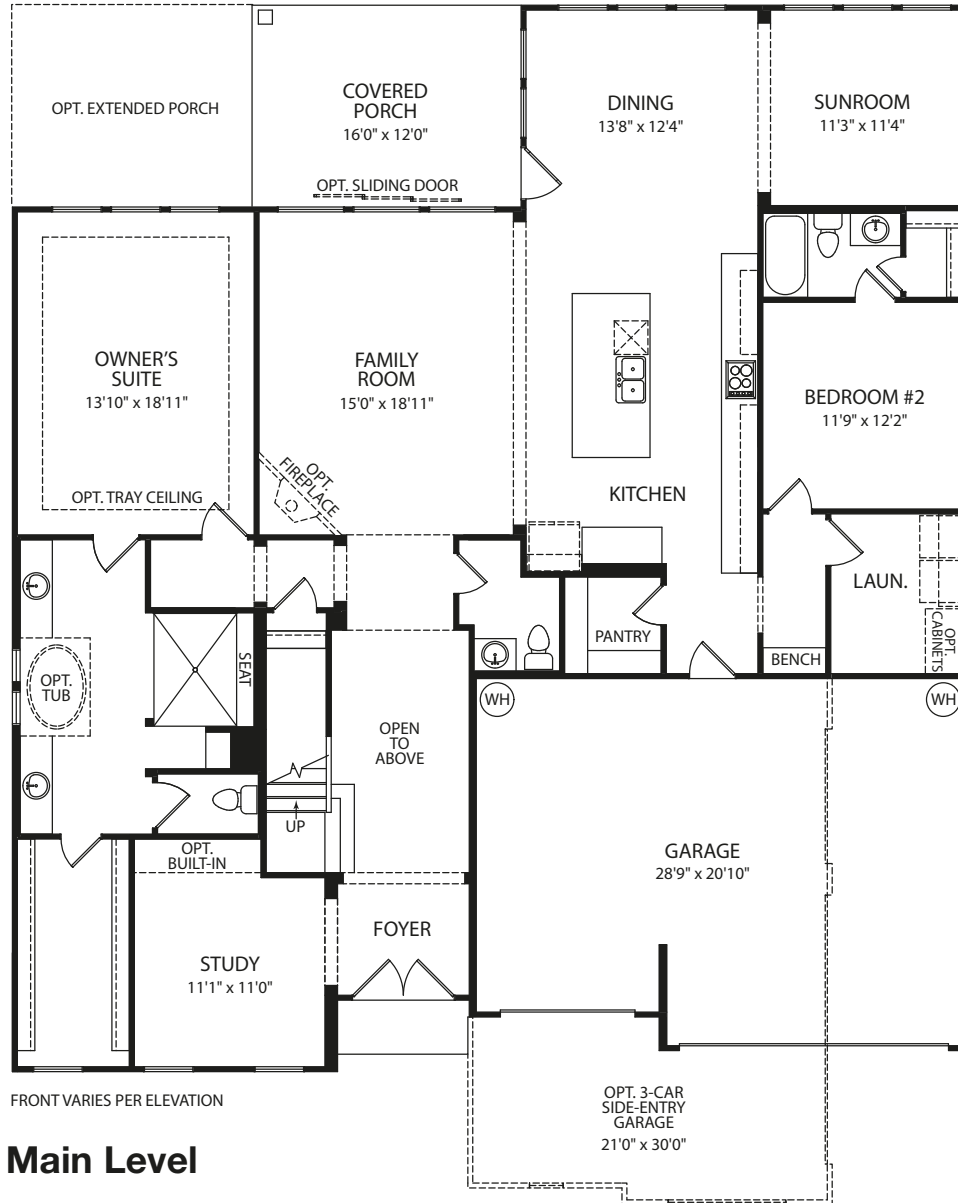 OPT. EXTENDED PORCH
COVERED
PORCH
16'0" x 12'0"
OPT. SLIDING DOOR
DINING
13'8" x 12'4"
SUNROOM
11'3" x 11'4"
OWNER'S
SUITE
13'10" x 18'11"
OPT. TRAY CEILING
FAMILY
ROOM
15'0" x 18'11"
OPT.
FIREPLACE
KITCHEN
BEDROOM #2
11'9" x 12'2"
LAUN.
OPT.
CABINETS
PANTRY
BENCH
SEAT
OPT.
TUB
WH
WH
OPEN
TO
ABOVE
UP
OPT.
BUILT-IN
GARAGE
28'9" x 20'10"
FOYER
STUDY
11'1" x 11'0"
OPT. 3-CAR
SIDE-ENTRY
GARAGE
21'0" x 30'0"
FRONT VARIES PER ELEVATION
Main Level